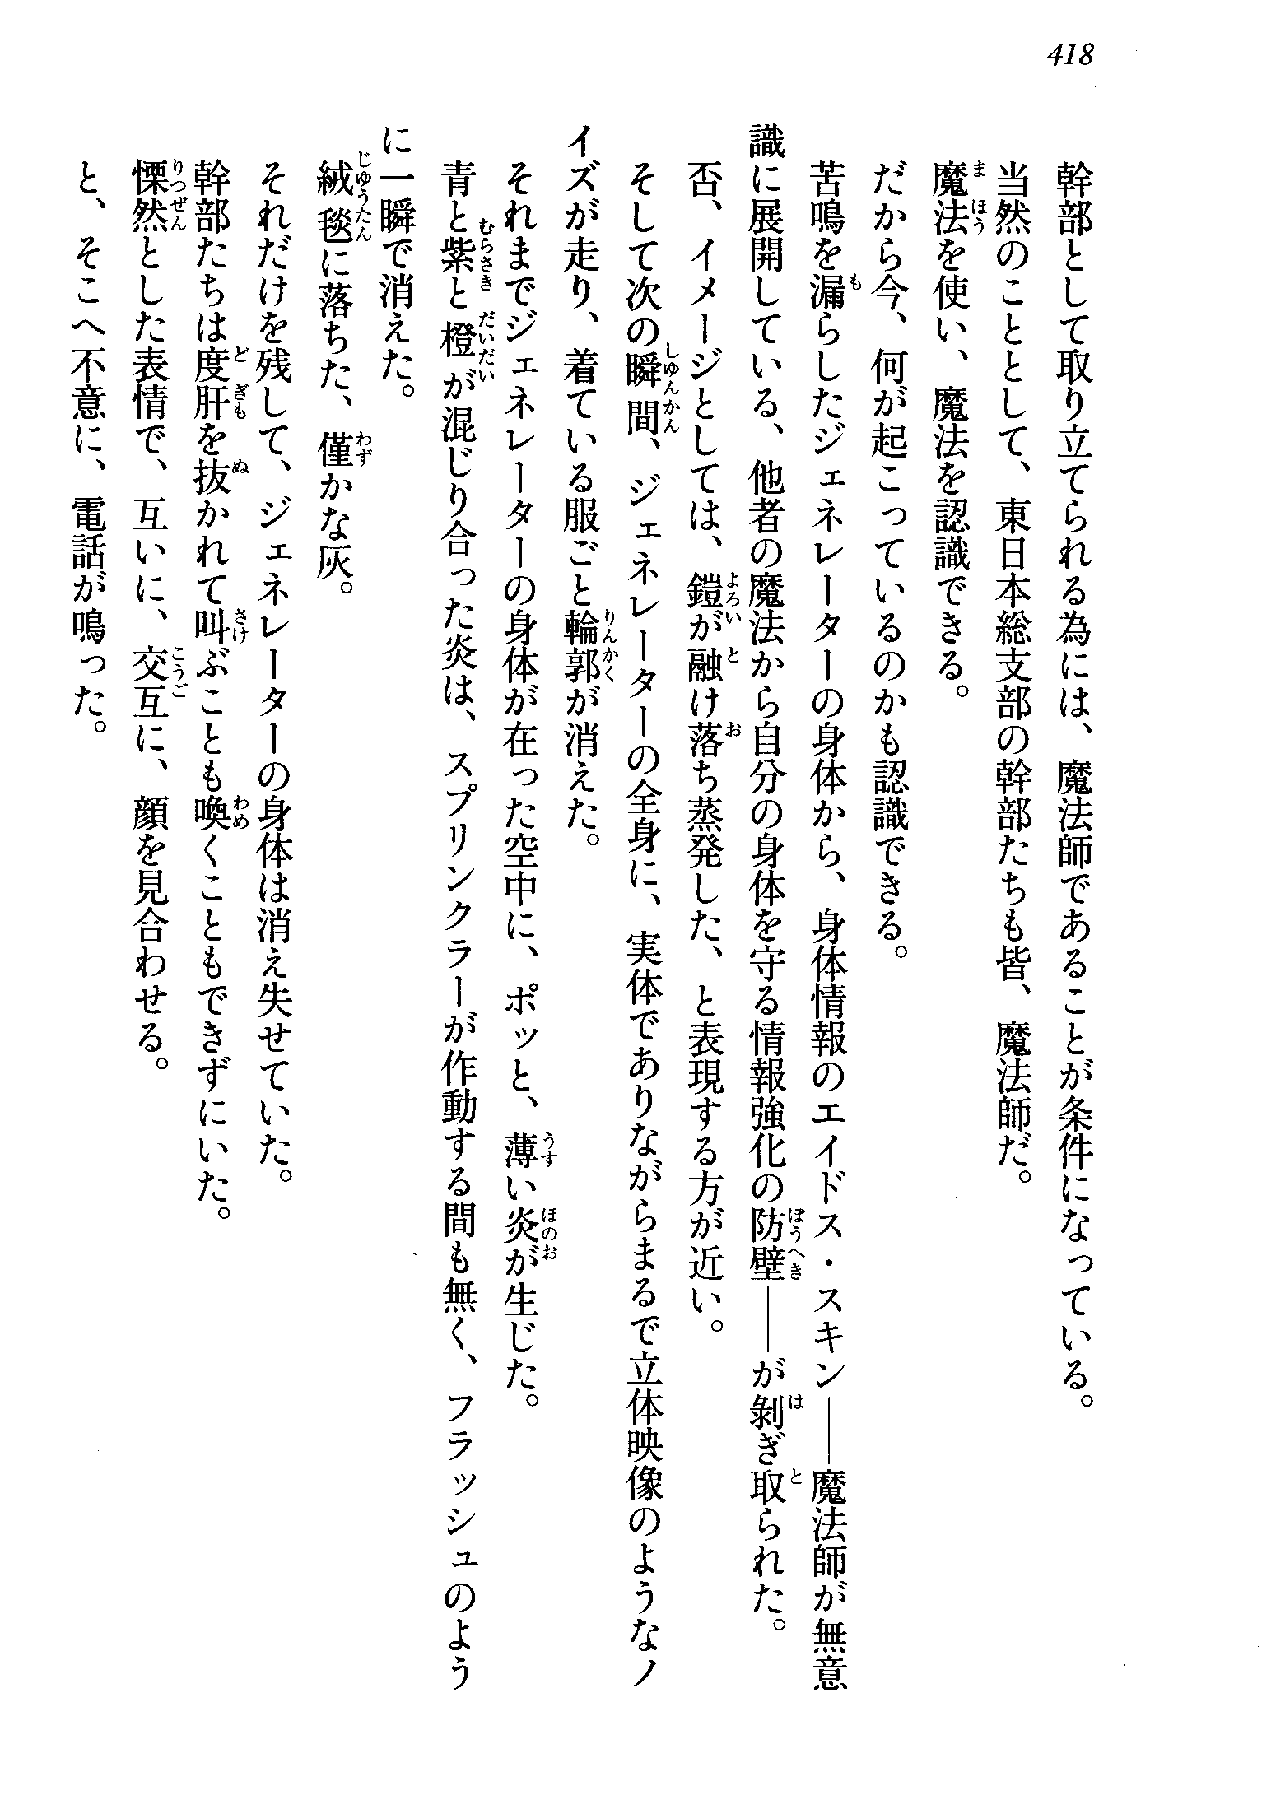 418
幹部として取り立てられる為には、魔法師であることが条件になっている。
当然のこととして、東日本総支部の幹部たちも皆、魔法師だ。
魔法を使い、魔法を認識できる。
だから今、何が起こっているのかも認識できる。
苦鳴を漏らしたジェネレーターの身体から、身体情報のエイドス・スキン――魔法師が無意
識に展開している、他者の魔法から自分の身体を守る情報強化の防壁――が剝ぎ取られた。
否、イメージとしては、鎧が融け落ち蒸発した、と表現する方が近い。
そして次の瞬間、ジェネレーターの全身に、実体でありながらまるで立体映像のようなノ
イズが走り、着ている服ごと輪郭が消えた。
それまでジェネレーターの身体が在った空中に、ポッと、薄い炎が生じた。
青と紫と橙が混じり合った炎は、スプリンクラーが作動する間も無く、フラッシュのよう
に一瞬で消えた。
絨毯に落ちた、僅かな灰。
それだけを残して、ジェネレーターの身体は消え失せていた。
幹部たちは度肝を抜かれて叫ぶことも喚くこともできずにいた。
慄然とした表情で、互いに、交互に、顔を見合わせる。
と、そこへ不意に、電話が鳴った。